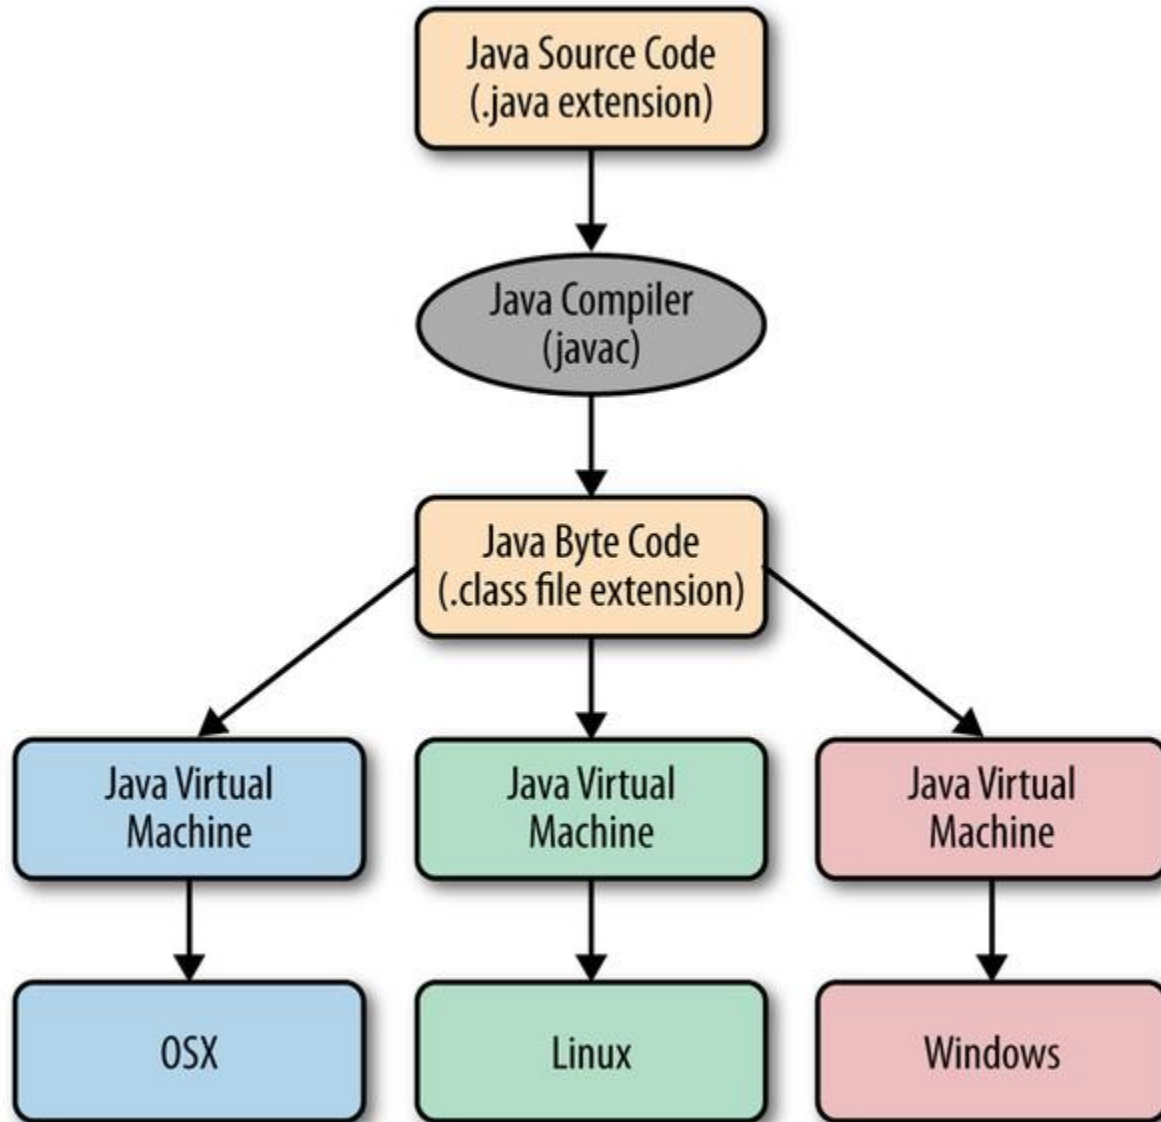 Java Source Code
(.java extension)
Java Compiler
(javac)
Java Byte Code
(.class file extension)
Java Virtual
Machine
Java Virtual
Machine
Java Virtual
Machine
OSX
Linux
Windows